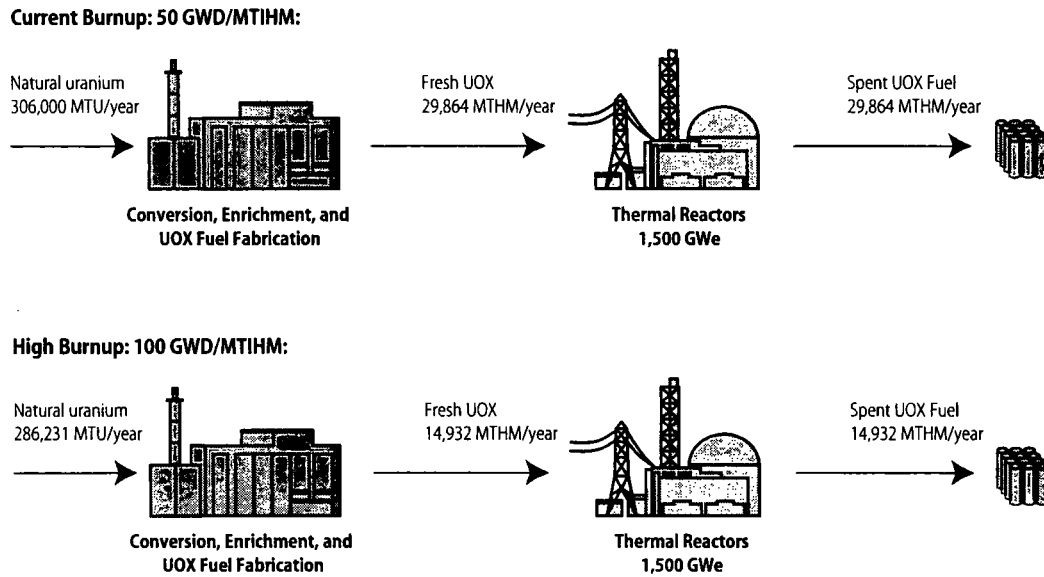 Current Burnup: 50 GWD/MTIHM:
Natural uranium
306,000 MTU/year
Fresh UOX
29,864 MTHM/year
Spent UOX Fuel
29,864 MTHM/year
Conversion, Enrichment, and
UOX Fuel Fabrication
Thermal Reactors
1,500 GWe
High Burnup: 100 GWD/MTIHM:
Natural uranium
286,231 MTU/year
Fresh UOX
14,932 MTHM/year
Spent UOX Fuel
14,932 MTHM/year
Conversion, Enrichment, and
UOX Fuel Fabrication
Thermal Reactors
1,500 GWe